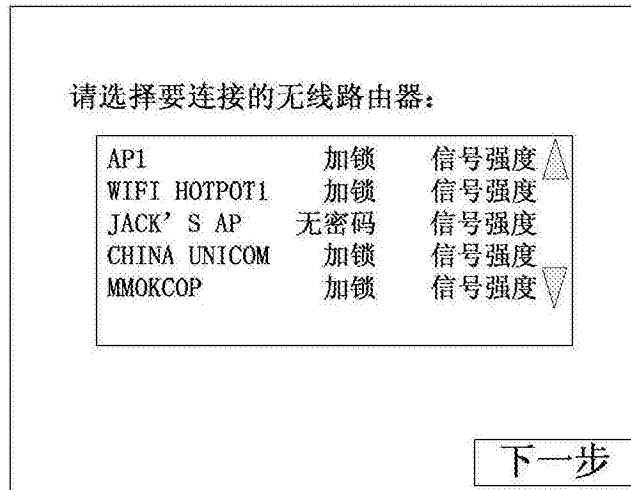 请选择要连接的无线路由器：
AP1 加锁 信号强度
WIFI HOTPOT1 加锁 信号强度
JACK' S AP 无密码 信号强度
CHINA UNICOM 加锁 信号强度
MMOKCOP 加锁 信号强度
下一步